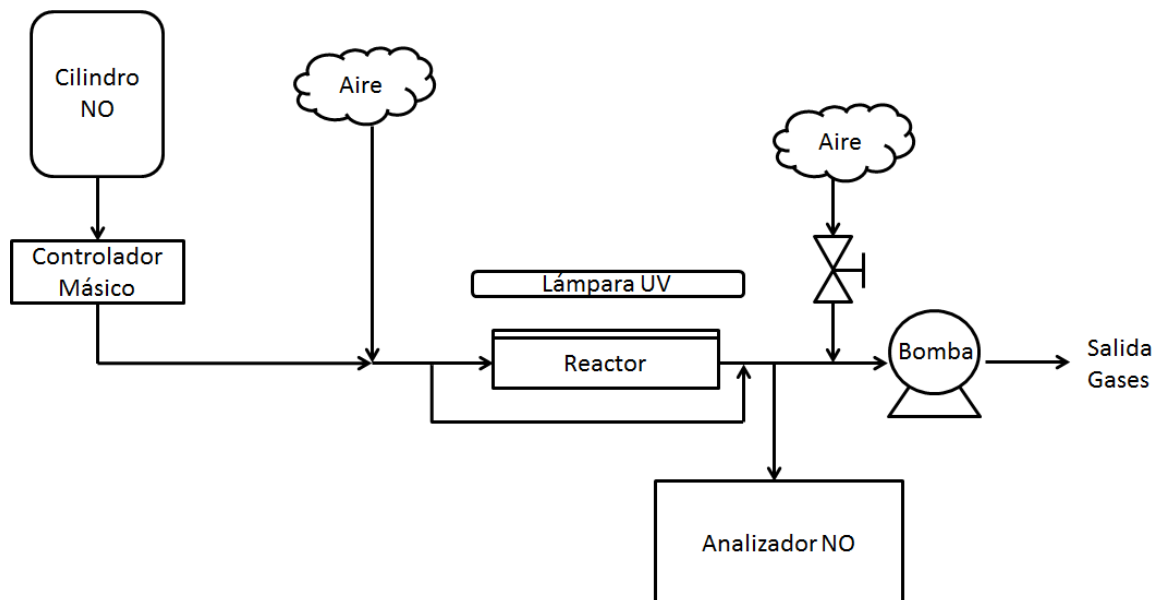 Cilindro
NO
Aire
Aire
Controlador
Másico
Lámpara UV
Reactor
Bomba
Salida
Gases
Analizador NO